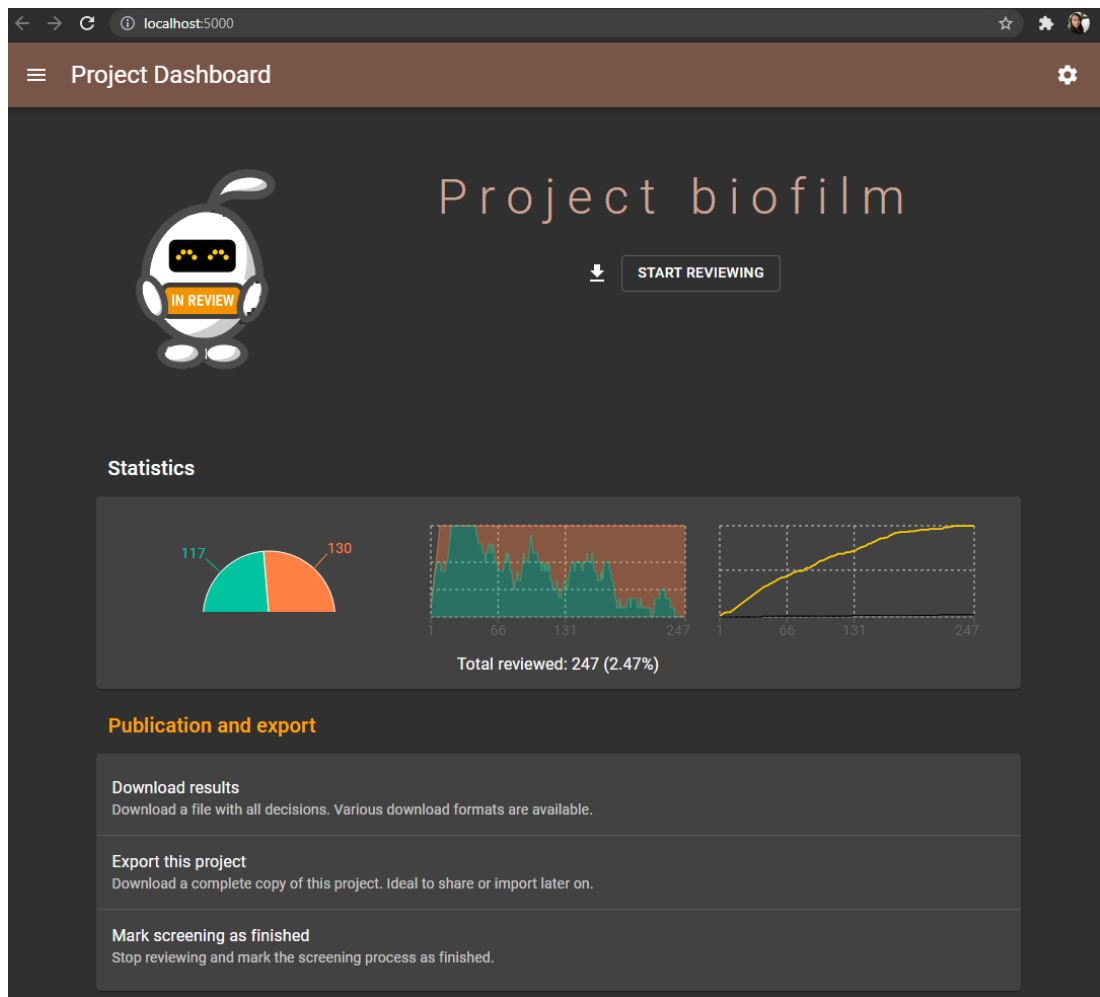 localhost:5000
Project Dashboard
Project biofilm
IN REVIEW
START REVIEWING
Statistics
117
130
1 66 131 247
1 66 131 247
Total reviewed: 247 (2.47%)
Publication and export
Download results
Download a file with all decisions. Various download formats are available.
Export this project
Download a complete copy of this project. Ideal to share or import later on.
Mark screening as finished
Stop reviewing and mark the screening process as finished.